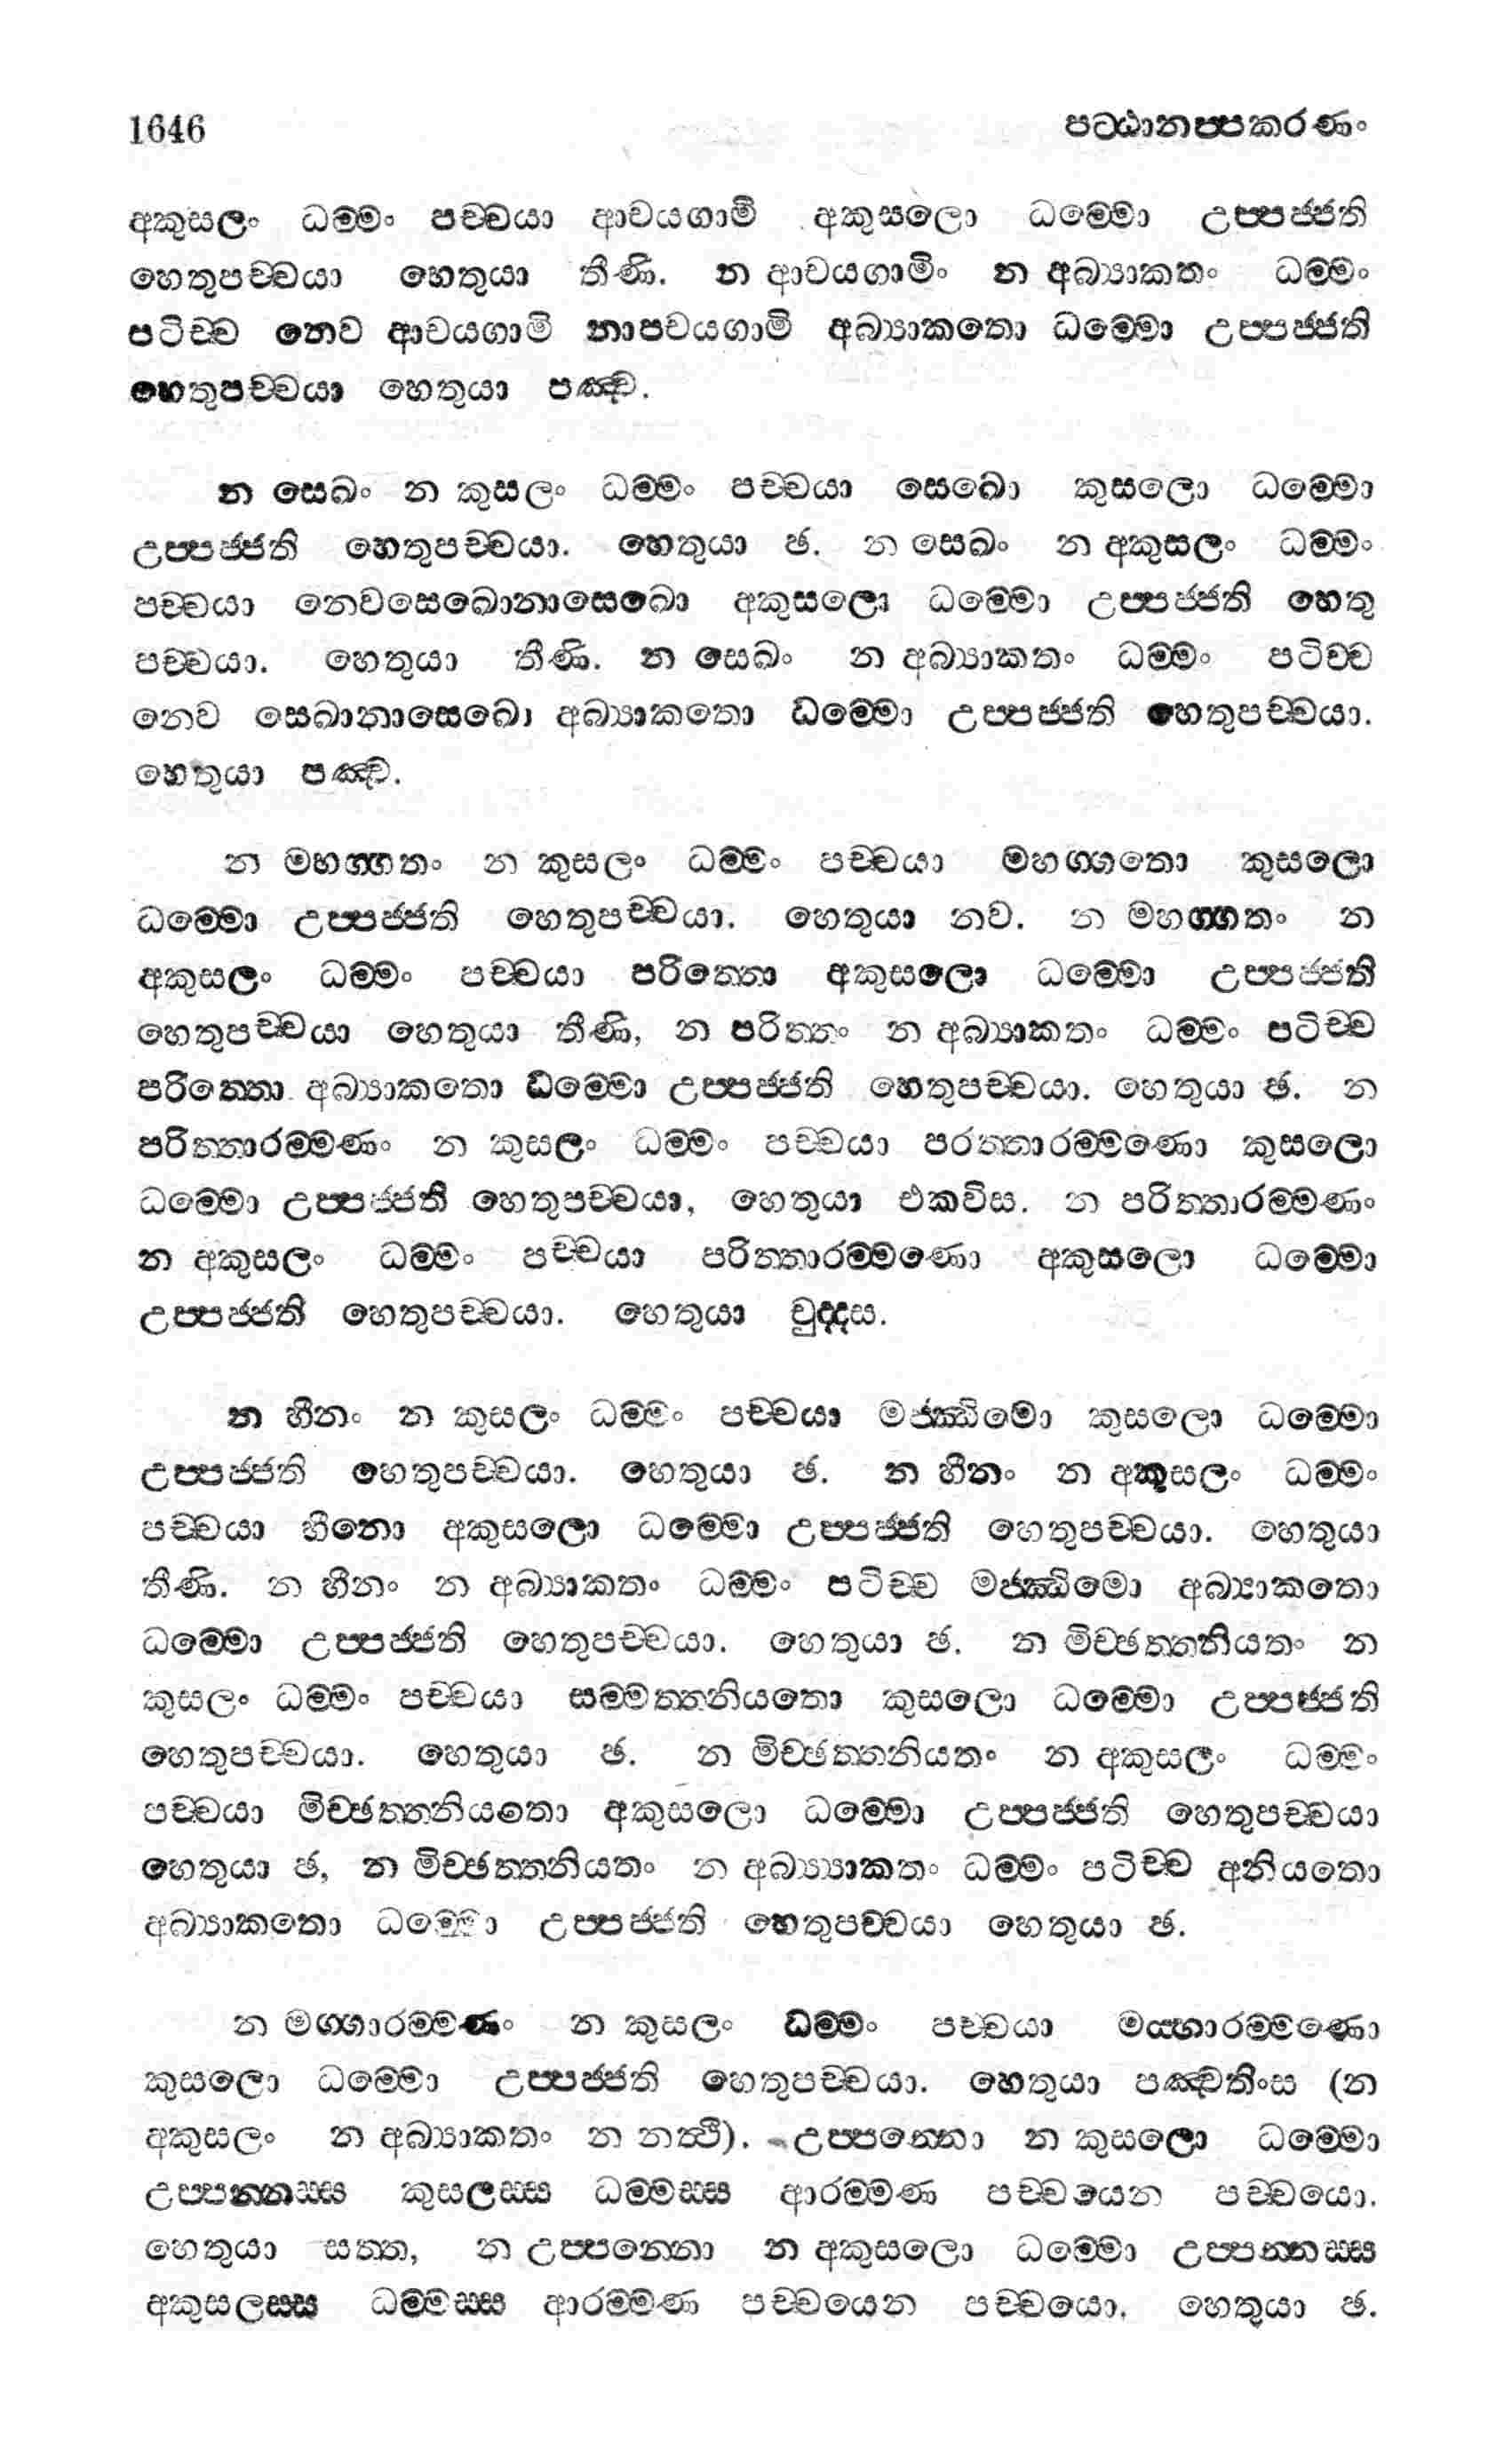 1646 පට්ඨානප්පකරණං
අකුසලං ධම්මං පච්චයා ආචයගාමී අකුසලො ධම්මො උප්පජ්ජති
හෙතුපච්චයා හෙතුයා තීණි. න ආචයගාමිං න අබ්‍යාකතං ධම්මං
පටිච්ච නෙව ආචයගාමි නාපචයගාමි අබ්‍යාකතො ධම්මො උප්පජ්ජති
හෙතුපච්චයා හෙතුයා පඤ්ච.
න සෙඛං න කුසලං ධම්මං පච්චයා සෙඛො කුසලො ධම්මො
උප්පජ්ජති හෙතුපච්චයා. හෙතුයා ඡ. න සෙඛං න අකුසලං ධම්මං
පච්චයා නෙවසෙඛොනාසෙඛො අකුසලො ධම්මො උප්පජ්ජති හෙතු
පච්චයා. හෙතුයා තීණි. න සෙඛං න අබ්‍යාකතං ධම්මං පටිච්ච
නෙව සෙඛානාසෙඛො අබ්‍යාකතො ධම්මො උප්පජ්ජති හෙතුපච්චයා.
හෙතුයා පඤ්ච.
න මහග්ගතං න කුසලං ධම්මං පච්චයා මහග්ගතො කුසලො
ධම්මො උප්පජ්ජති හෙතුපච්චයා. හෙතුයා නව. න මහග්ගතං න
අකුසලං ධම්මං පච්චයා පරිත්තො අකුසලො ධම්මො උප්පජ්ජති
හෙතුපච්චයා හෙතුයා තීණි, න පරිත්තං න අබ්‍යාකතං ධම්මං පටිච්ච
පරිත්තො අබ්‍යාකතො ධම්මො උප්පජ්ජති හෙතුපච්චයා. හෙතුයා ඡ. න
පරිත්තාරම්මණං න කුසලං ධම්මං පච්චයා පරත්තාරම්මණො කුසලො
ධම්මො උප්පජ්ජති හෙතුපච්චයා, හෙතුයා එකවිස. න පරිත්තාරම්මණං
න අකුසලං ධම්මං පච්චයා පරිත්තාරම්මණො අකුසලො ධම්මො
උප්පජ්ජති හෙතුපච්චයා. හෙතුයා චුද්දස.
න හීනං න කුසලං ධම්මං පච්චයා මජ්ඣිමො කුසලො ධම්මො
උප්පජ්ජති හෙතුපච්චයා. හෙතුයා ඡ. න හීනං න අකුසලං ධම්මං
පච්චයා හීනො අකුසලො ධම්මො උප්පජ්ජති හෙතුපච්චයා. හෙතුයා
තීණි. න හීනං න අබ්‍යාකතං ධම්මං පටිච්ච මජ්ඣිමො අබ්‍යාකතො
ධම්මො උප්පජ්ජති හෙතුපච්චයා. හෙතුයා ඡ. න මිච්ඡත්තනියතං න
කුසලං ධම්මං පච්චයා සම්මත්තනියතො කුසලො ධම්මො උප්පජ්ජති
හෙතුපච්චයා. හෙතුයා ඡ. න මිච්ඡත්තනියතං න අකුසලං ධම්මං
පච්චයා මිච්ඡත්තනියතො අකුසලො ධම්මො උප්පජ්ජති හෙතුපච්චයා
හෙතුයා ඡ, න මිච්ඡත්තනියතං න අබ්‍යාකතං ධම්මං පටිච්ච අනියතො
අබ්‍යාකතො ධම්මො උප්පජ්ජති හෙතුපච්චයා හෙතුයා ඡ.
න මග්ගාරම්මණං න කුසලං ධම්මං පච්චයා කුසලො
කුසලො ධම්මො උප්පජ්ජති හෙතුපච්චයා. හෙතුයා පඤ්චතිංස (න
අකුසලං න අබ්‍යාකතං න නත්ථි). උප්පන්නො න කුසලො ධම්මො
උප්පන්නස්ස කුසලස්ස ධම්මස්ස ආරම්මණ පච්චයෙන පච්චයො.
හෙතුයා සත්ත, න උප්පන්නො න අකුසලො ධම්මො උප්පන්නස්ස
අකුසලස්ස ධම්මස්ස ආරම්මණ පච්චයෙන පච්චයො. හෙතුයා ඡ.